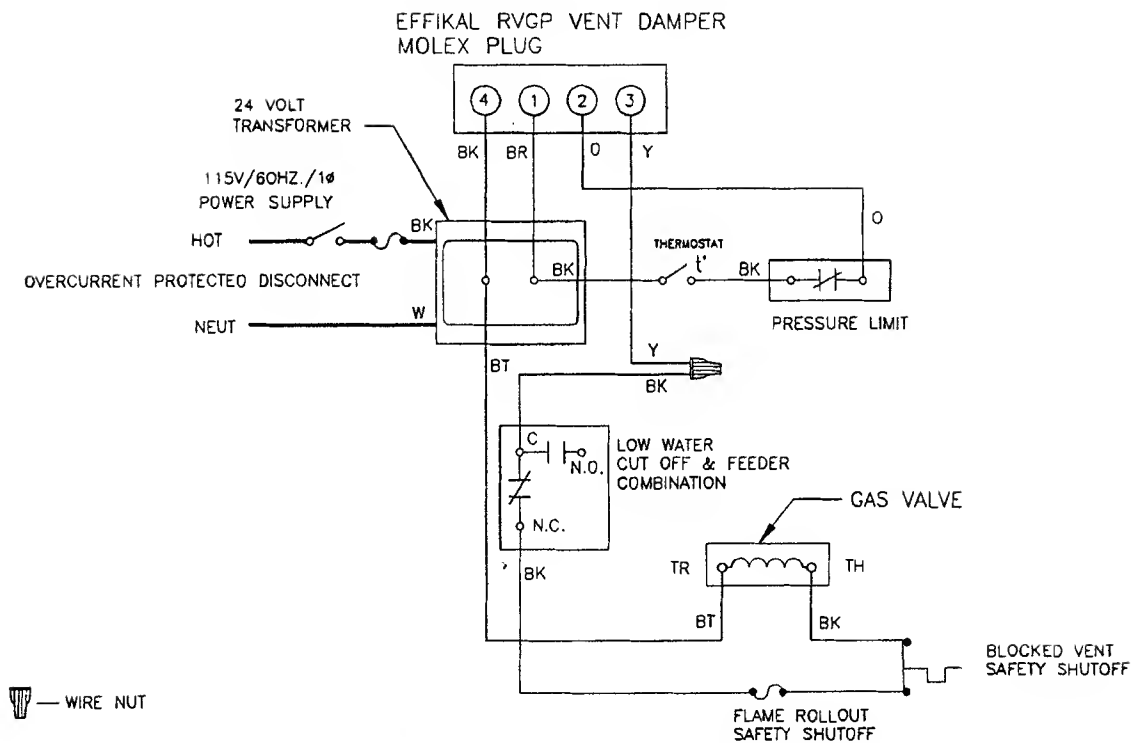 EFFIKAL RVGP VENT DAMPER
MOLEX PLUG
4 1 2 3
24 VOLT
TRANSFORMER
BK BR O Y
115V/60HZ./1ø
POWER SUPPLY
BK
HOT
O
THERMOSTAT
t°
BK
BK
OVERCURRENT PROTECTED DISCONNECT
W
NEUT
PRESSURE LIMIT
Y
BT
BK
C
N.O.
LOW WATER
CUT OFF & FEEDER
COMBINATION
GAS VALVE
N.C.
TR
TH
BK
BT
BK
BLOCKED VENT
SAFETY SHUTOFF
WIRE NUT
FLAME ROLLOUT
SAFETY SHUTOFF